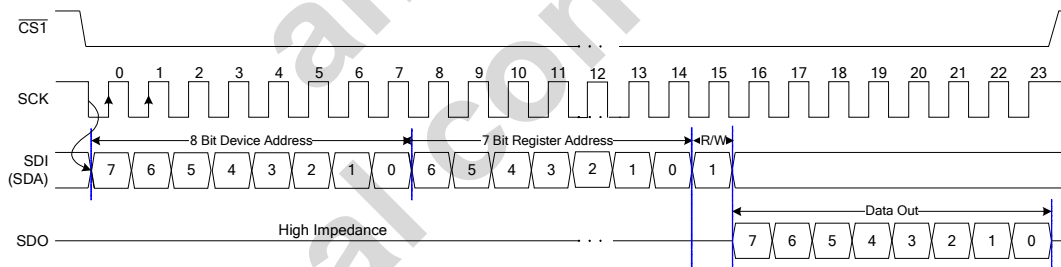 CS1
0 1 2 3 4 5 6 7 8 9 10 11 12 13 14 15 16 17 18 19 20 21 22 23
SCK
8 Bit Device Address 7 Bit Register Address R/W
SDI
(SDA)
7 6 5 4 3 2 1 0 6 5 4 3 2 1 0 1
Data Out
High Impedance
SDO
7 6 5 4 3 2 1 0